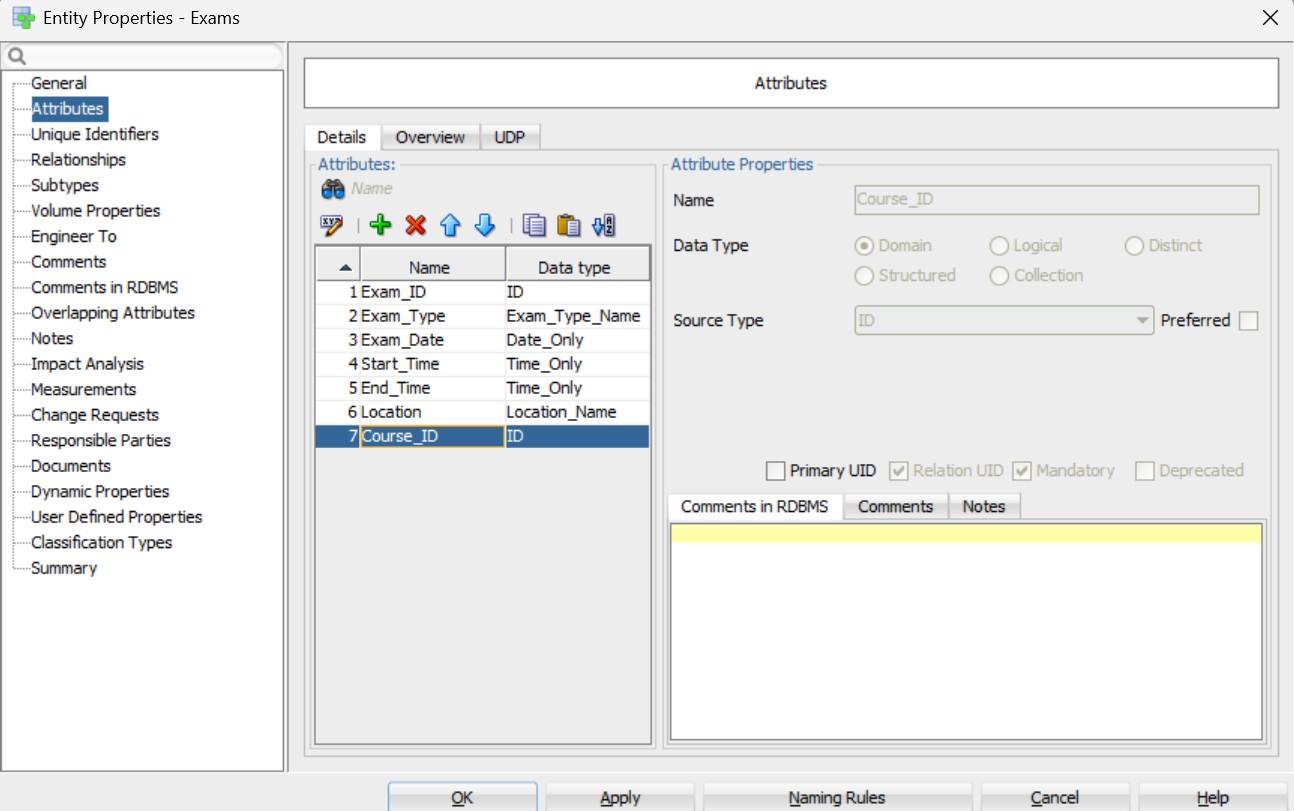 Entity Properties - Exams
General
Attributes
Unique Identifiers
Relationships
Subtypes
Volume Properties
Engineer To
Comments
Comments in RDBMS
Overlapping Attributes
Notes
Impact Analysis
Measurements
Change Requests
Responsible Parties
Documents
Dynamic Properties
User Defined Properties
Classification Types
Summary
Attributes
Details Overview UDP
Attributes:
Name
Name Data type
1 Exam_ID ID
2 Exam_Type Exam_Type_Name
3 Exam_Date Date_Only
4 Start_Time Time_Only
5 End_Time Time_Only
6 Location Location_Name
7 Course_ID ID
Attribute Properties
Name Course_ID
Data Type Domain Logical Distinct
Structured Collection
Source Type ID Preferred
Primary UID Relation UID Mandatory Deprecated
Comments in RDBMS Comments Notes
OK Apply Naming Rules Cancel Help